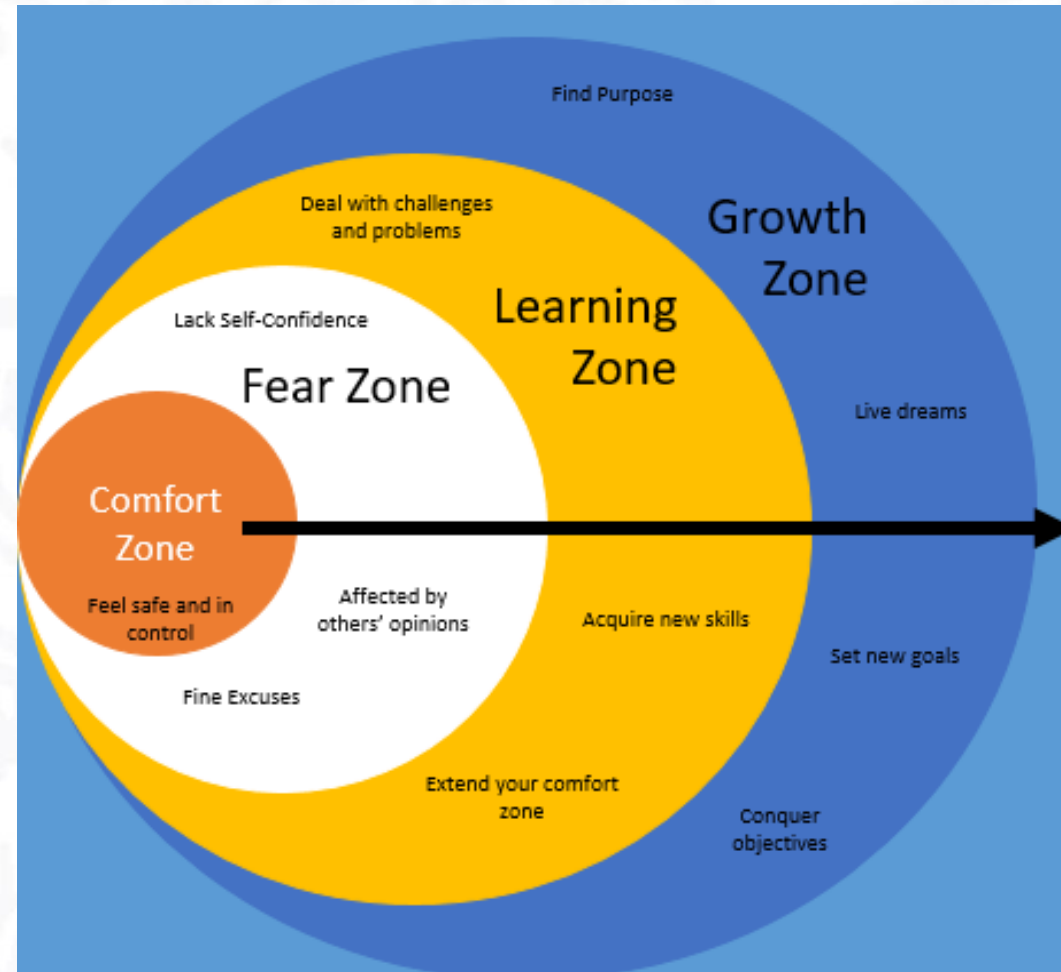 Find Purpose
Deal with challenges
and problems
Growth
Zone
Learning
Zone
Lack Self-Confidence
Fear Zone
Live dreams
Comfort
Zone
Feel safe and in
control
Affected by
others' opinions
Acquire new skills
Set new goals
Fine Excuses
Extend your comfort
zone
Conquer
objectives